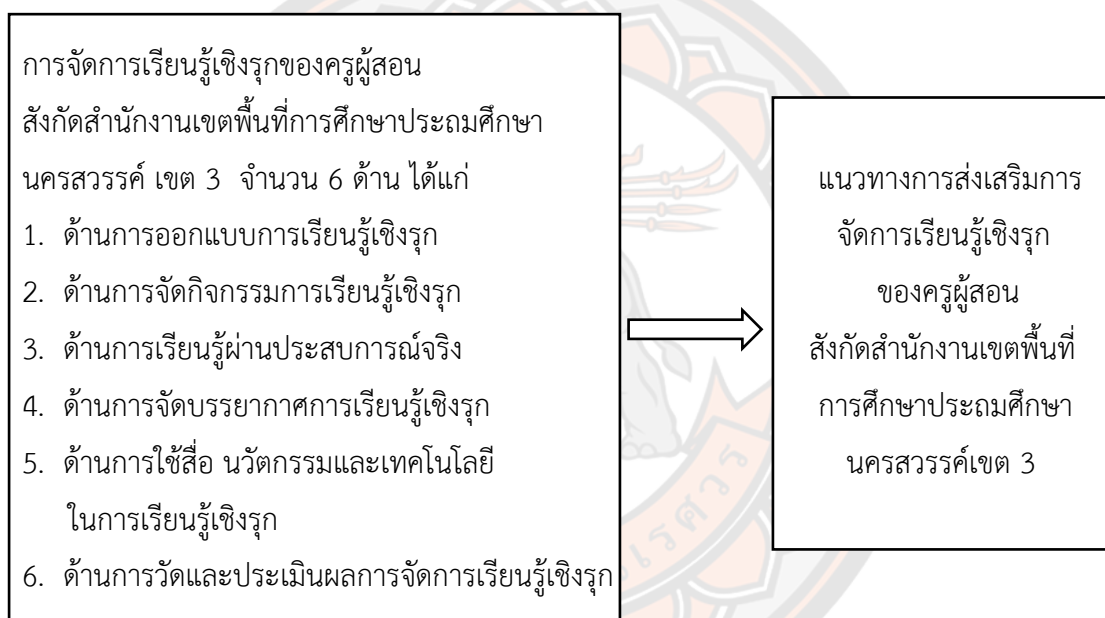 การจัดการเรียนรู้เชิงรุกของครูผู้สอน
สังกัดสำนักงานเขตพื้นที่การศึกษาประถมศึกษา
นครสวรรค์ เขต 3 จำนวน 6 ด้าน ได้แก่
1. ด้านการออกแบบการเรียนรู้เชิงรุก
2. ด้านการจัดกิจกรรมการเรียนรู้เชิงรุก
3. ด้านการเรียนรู้ผ่านประสบการณ์จริง
4. ด้านการจัดบรรยากาศการเรียนรู้เชิงรุก
5. ด้านการใช้สื่อ นวัตกรรมและเทคโนโลยี
ในการเรียนรู้เชิงรุก
6. ด้านการวัดและประเมินผลการจัดการเรียนรู้เชิงรุก
แนวทางการส่งเสริมการ
จัดการเรียนรู้เชิงรุก
ของครูผู้สอน
สังกัดสำนักงานเขตพื้นที่
การศึกษาประถมศึกษา
นครสวรรค์เขต 3